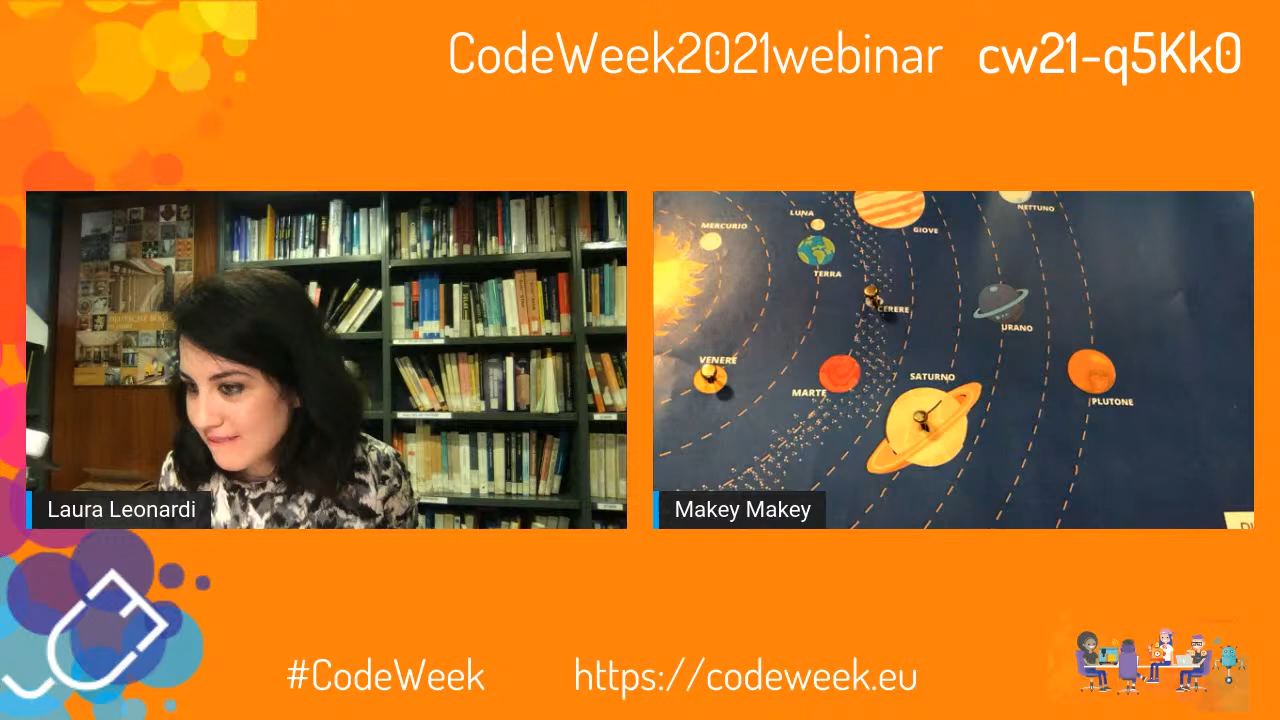 CodeWeek2021webinar cw21-q5Kk0
LUNA
MERCURIO
NETTUNO
GIOVE
TERRA
CERERE
URANO
VENERE
SATURNO
MARTE
PLUTONE
Laura Leonardi
Makey Makey
#CodeWeek https://codeweek.eu